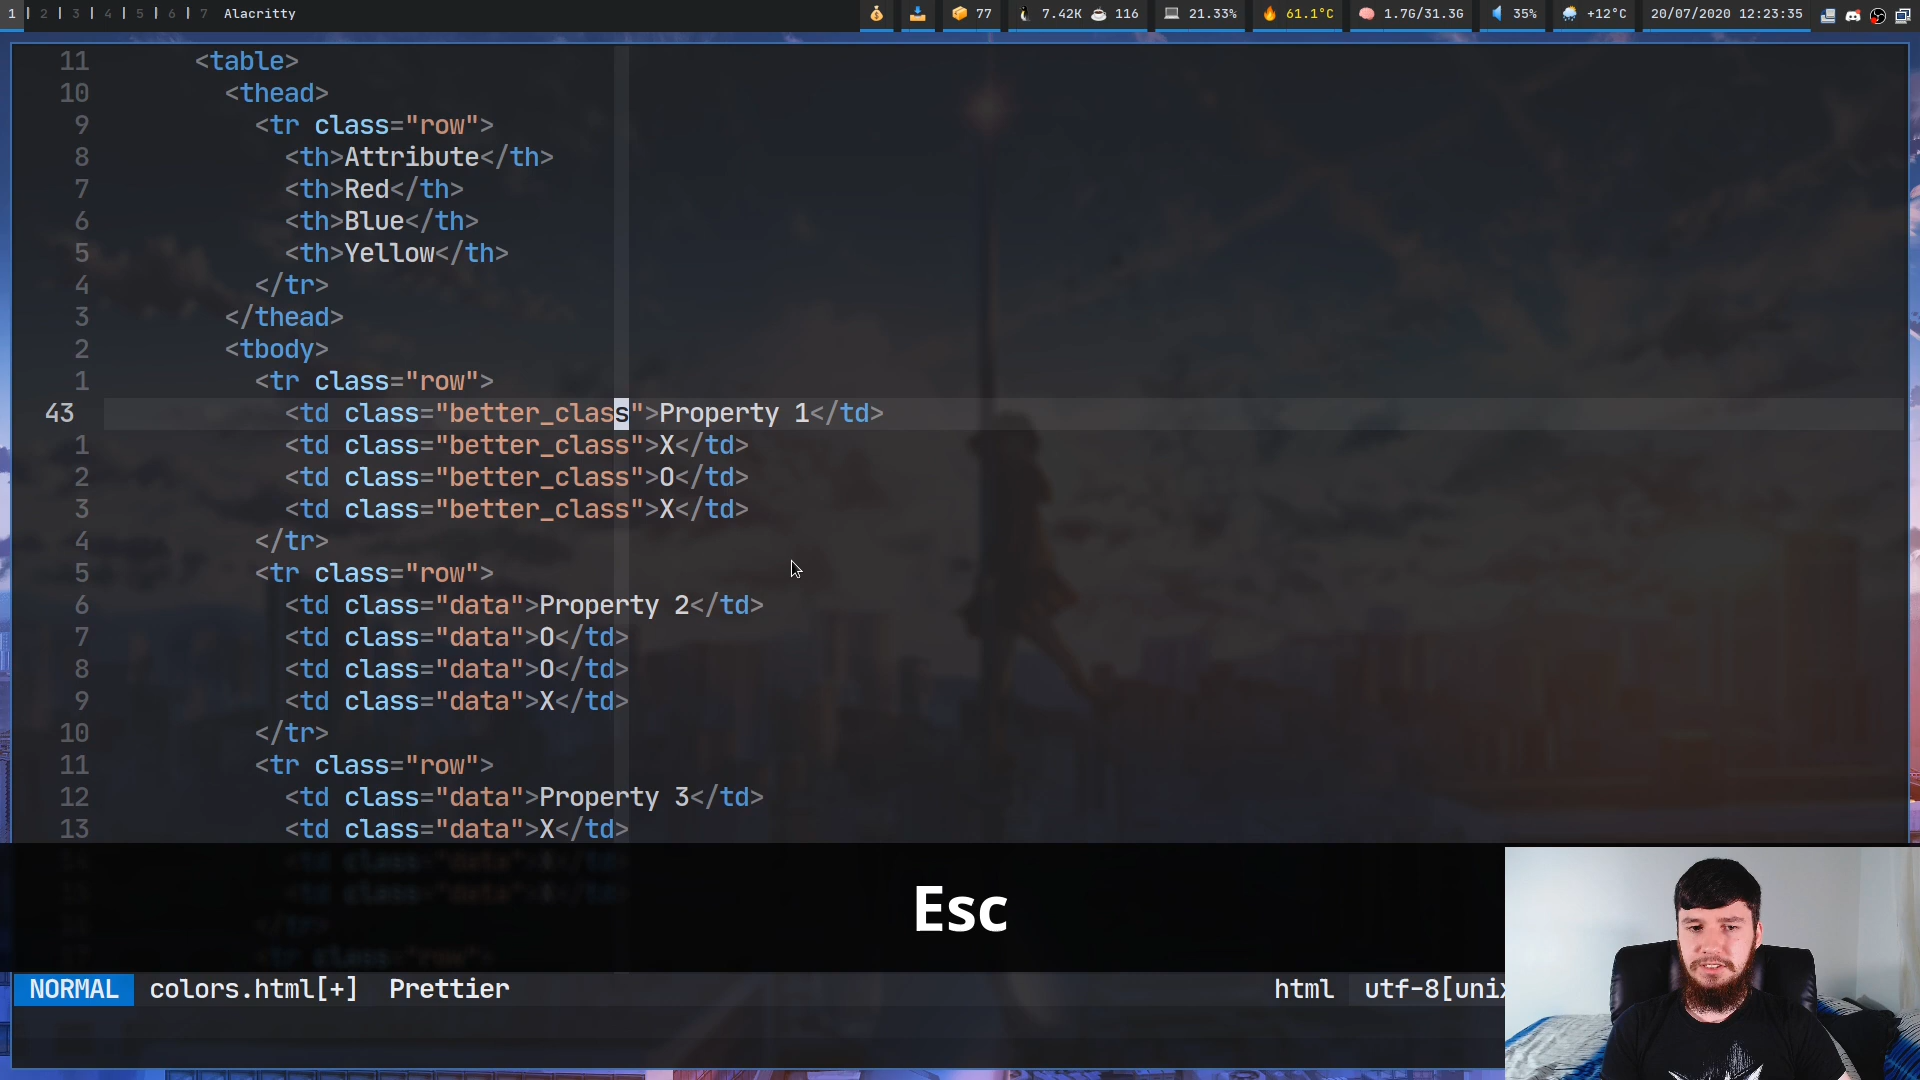 1 | 2 | 3 | 4 | 5 | 6 | 7 Alacritty
77 7.42K 116 21.33% 61.1°C 1.7G/31.3G 35% +12°C 20/07/2020 12:23:35
11 <table>
10 <thead>
9 <tr class="row">
8 <th>Attribute</th>
7 <th>Red</th>
6 <th>Blue</th>
5 <th>Yellow</th>
4 </tr>
3 </thead>
2 <tbody>
1 <tr class="row">
43 <td class="better_class">Property 1</td>
1 <td class="better_class">X</td>
2 <td class="better_class">O</td>
3 <td class="better_class">X</td>
4 </tr>
5 <tr class="row">
6 <td class="data">Property 2</td>
7 <td class="data">O</td>
8 <td class="data">O</td>
9 <td class="data">X</td>
10 </tr>
11 <tr class="row">
12 <td class="data">Property 3</td>
13 <td class="data">X</td>
Esc
NORMAL colors.html[+] Prettier html utf-8[unix